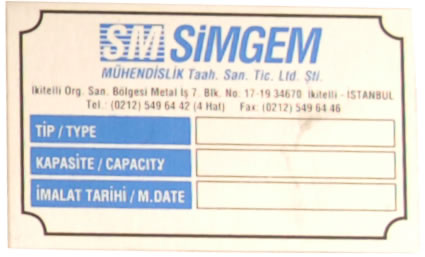 SM SİMGEM
MÜHENDİSLİK Taah. San. Tic. Ltd. Şti.
İkitelli Org. San. Bölgesi Metal İş 7. Blk. No: 17-19 34670 İkitelli - İSTANBUL
Tel.: (0212) 549 64 42 (4 Hat) Fax: (0212) 549 64 46
TİP / TYPE
KAPASİTE / CAPACITY
İMALAT TARİHİ / M.DATE